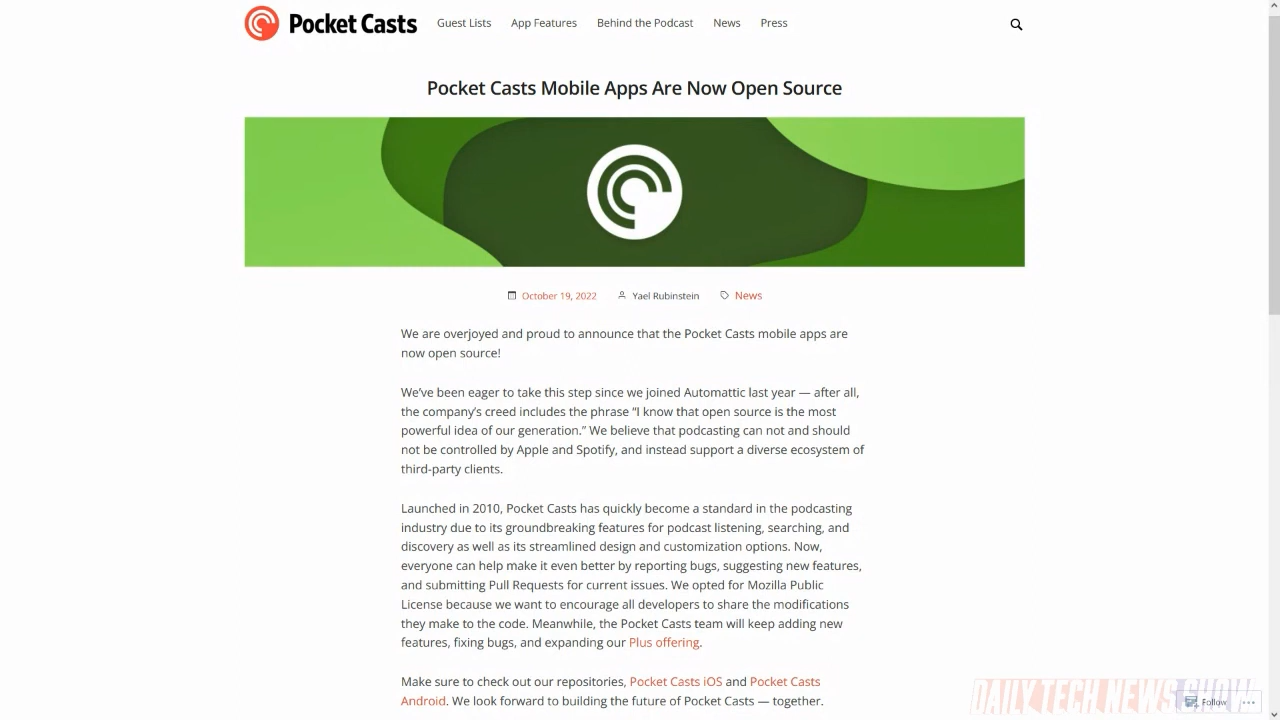 Pocket Casts
Guest Lists App Features Behind the Podcast News Press
Pocket Casts Mobile Apps Are Now Open Source
October 19, 2022 Yael Rubinstein News
We are overjoyed and proud to announce that the Pocket Casts mobile apps are
now open source!
We’ve been eager to take this step since we joined Automattic last year — after all,
the company’s creed includes the phrase “I know that open source is the most
powerful idea of our generation.” We believe that podcasting can not and should
not be controlled by Apple and Spotify, and instead support a diverse ecosystem of
third-party clients.
Launched in 2010, Pocket Casts has quickly become a standard in the podcasting
industry due to its groundbreaking features for podcast listening, searching, and
discovery as well as its streamlined design and customization options. Now,
everyone can help make it even better by reporting bugs, suggesting new features,
and submitting Pull Requests for current issues. We opted for Mozilla Public
License because we want to encourage all developers to share the modifications
they make to the code. Meanwhile, the Pocket Casts team will keep adding new
features, fixing bugs, and expanding our Plus offering.
Make sure to check out our repositories, Pocket Casts iOS and Pocket Casts
Android. We look forward to building the future of Pocket Casts — together.
DAILY TECH NEWS SHOW
Follow